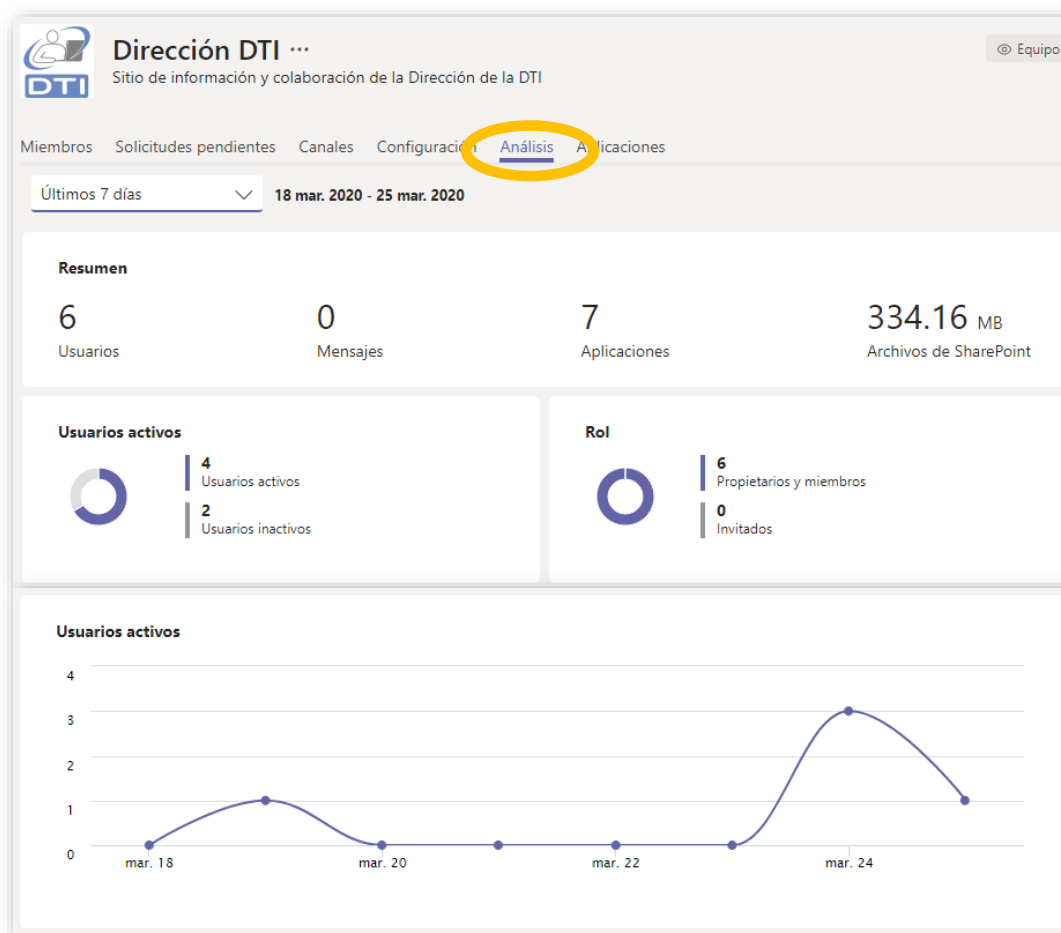 DTI
Dirección DTI ···
Equipo
Sitio de información y colaboración de la Dirección de la DTI
Miembros Solicitudes pendientes Canales Configuración Análisis Aplicaciones
Últimos 7 días 18 mar. 2020 - 25 mar. 2020
Resumen
6 0 7 334.16 MB
Usuarios Mensajes Aplicaciones Archivos de SharePoint
Usuarios activos
4
Usuarios activos
2
Usuarios inactivos
Rol
6
Propietarios y miembros
0
Invitados
Usuarios activos
4
3
2
1
0
mar. 18 mar. 20 mar. 22 mar. 24